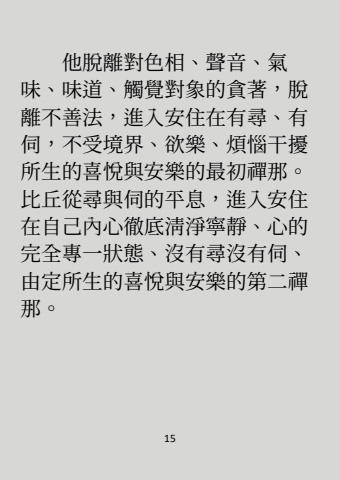 他脫離對色相、聲音、氣
味、味道、觸覺對象的貪著，脫
離不善法，進入安住在有尋、有
伺，不受境界、欲樂、煩惱干擾
所生的喜悅與安樂的最初禪那。
比丘從尋與伺的平息，進入安住
在自己內心徹底清淨寧靜、心的
完全專一狀態、沒有尋沒有伺、
由定所生的喜悅與安樂的第二禪
那。
15